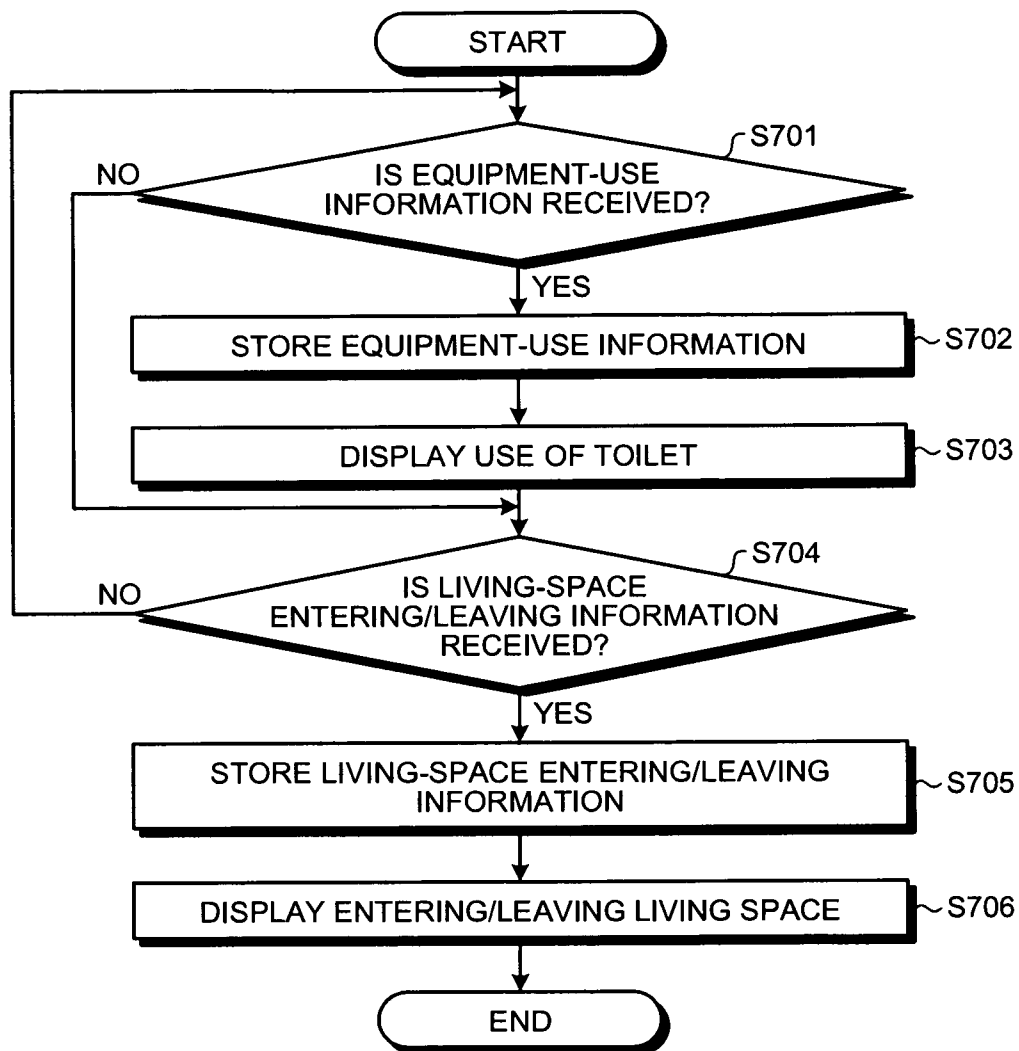 START
S701
NO
IS EQUIPMENT-USE
INFORMATION RECEIVED?
YES
STORE EQUIPMENT-USE INFORMATION
S702
DISPLAY USE OF TOILET
S703
S704
NO
IS LIVING-SPACE
ENTERING/LEAVING INFORMATION
RECEIVED?
YES
STORE LIVING-SPACE ENTERING/LEAVING
INFORMATION
S705
DISPLAY ENTERING/LEAVING LIVING SPACE
S706
END